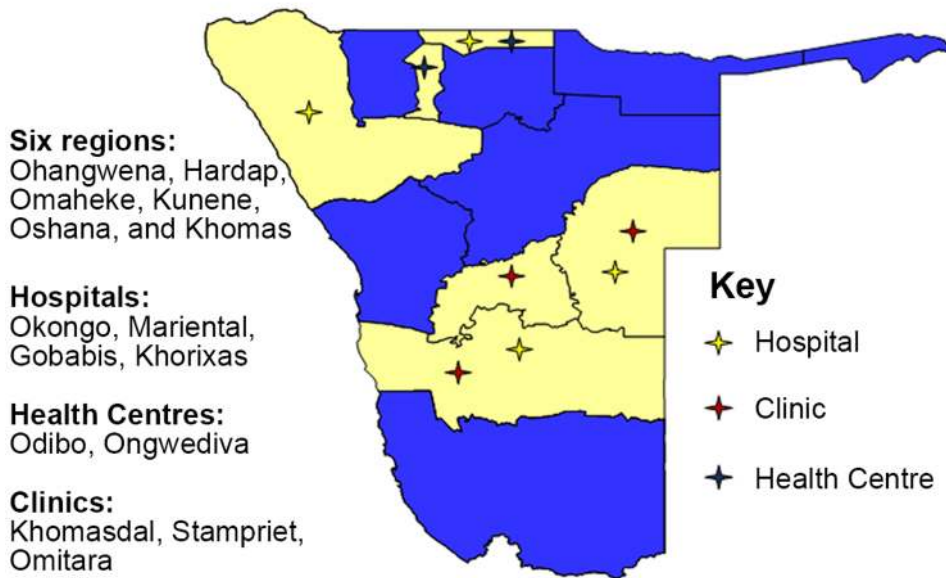 Six regions:
Ohangwena, Hardap,
Omaheke, Kunene,
Oshana, and Khomas
Hospitals:
Okongo, Mariental,
Gobabis, Khorixas
Health Centres:
Odibo, Ongwediva
Clinics:
Khomasdal, Stampriet,
Omitara
Key
Hospital
Clinic
Health Centre